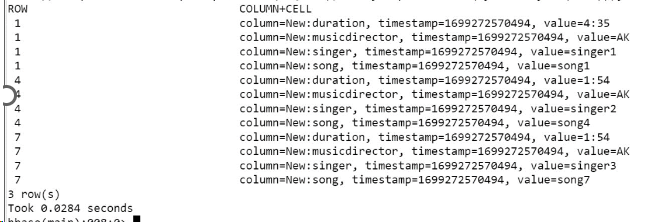 ROW COLUMN+CELL
1 column=New:duration, timestamp=1699272570494, value=4:35
1 column=New:musicdirector, timestamp=1699272570494, value=AK
1 column=New:singer, timestamp=1699272570494, value=singer1
1 column=New:song, timestamp=1699272570494, value=song1
4 column=New:duration, timestamp=1699272570494, value=1:54
4 column=New:musicdirector, timestamp=1699272570494, value=AK
4 column=New:singer, timestamp=1699272570494, value=singer2
4 column=New:song, timestamp=1699272570494, value=song4
7 column=New:duration, timestamp=1699272570494, value=1:54
7 column=New:musicdirector, timestamp=1699272570494, value=AK
7 column=New:singer, timestamp=1699272570494, value=singer3
7 column=New:song, timestamp=1699272570494, value=song7
3 row(s)
Took 0.0284 seconds